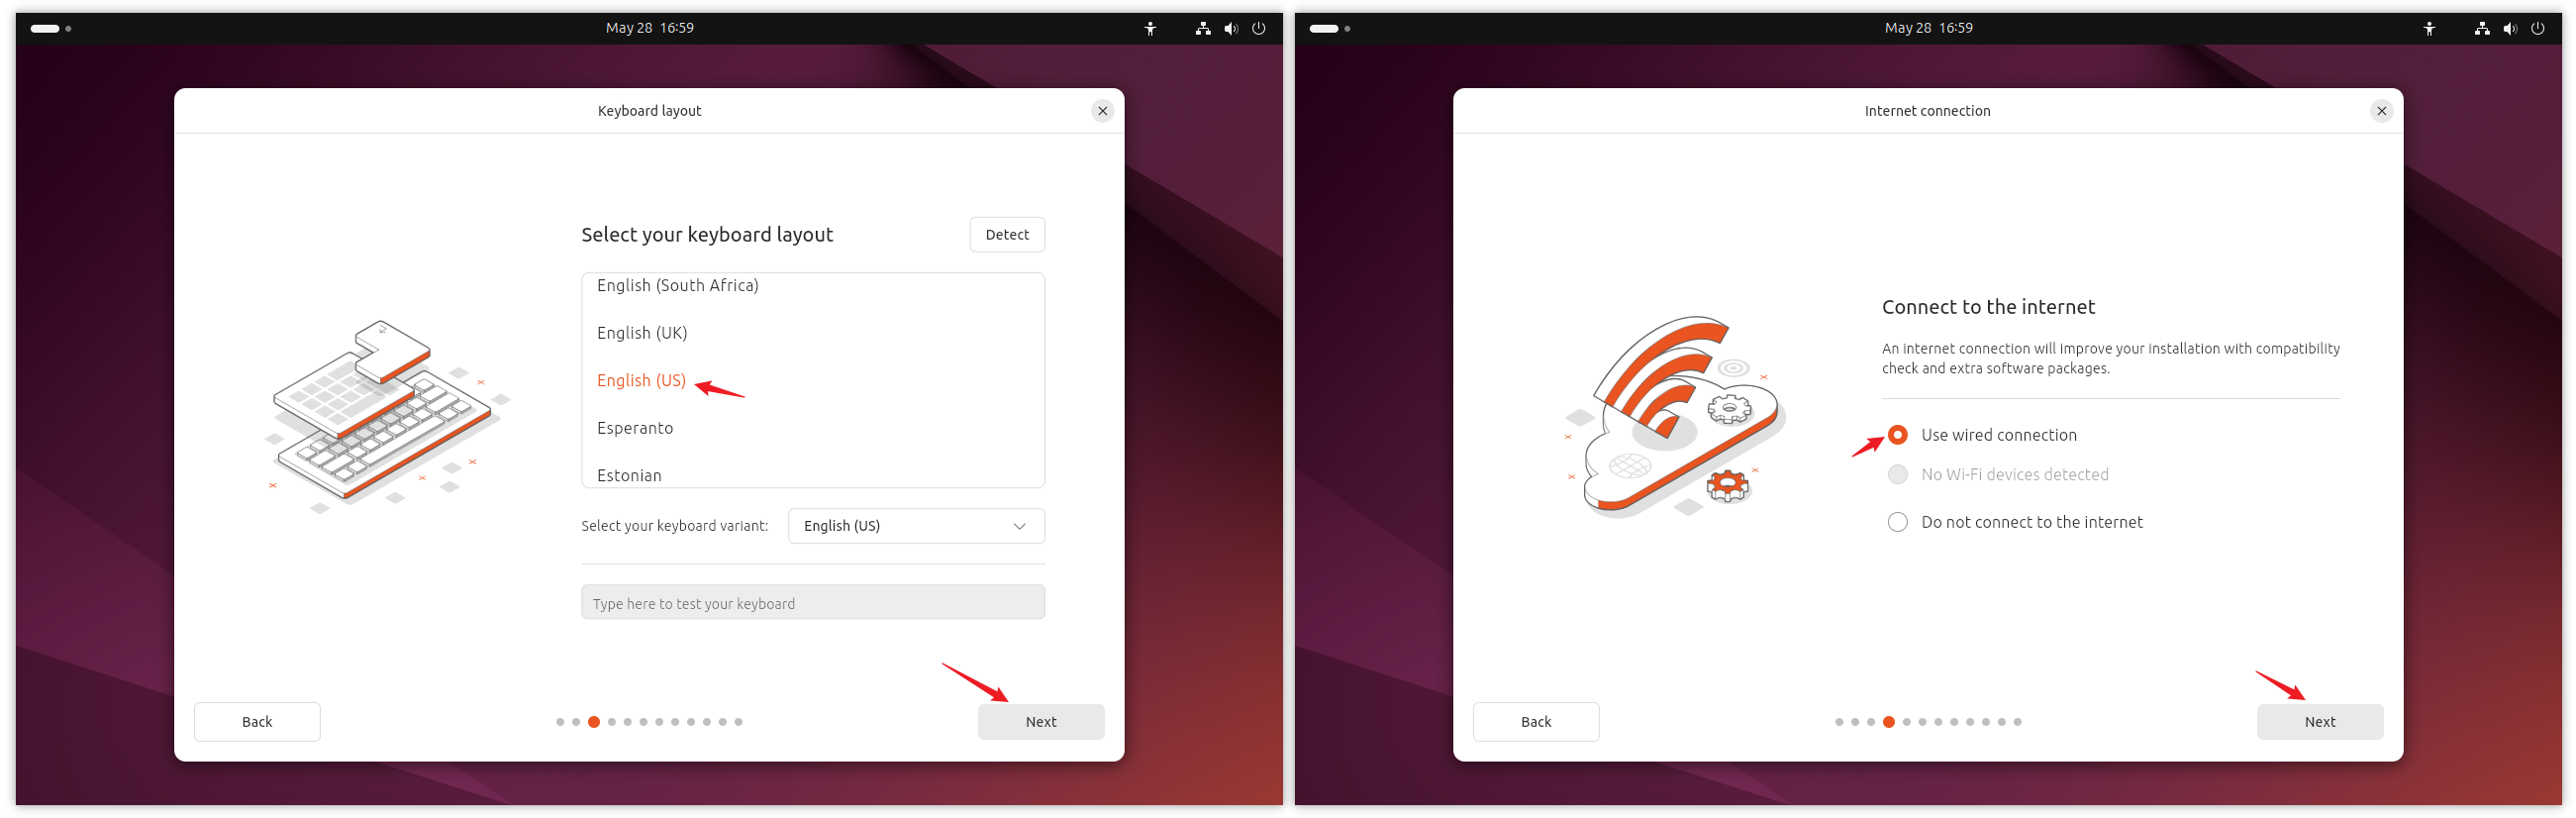 May 28 16:59
Keyboard layout
Select your keyboard layout
Detect
English (South Africa)
English (UK)
English (US)
Esperanto
Estonian
Select your keyboard variant:
English (US)
Type here to test your keyboard
Back
Next
May 28 16:59
Internet connection
Connect to the internet
An internet connection will improve your installation with compatibility
check and extra software packages.
Use wired connection
No Wi-Fi devices detected
Do not connect to the internet
Back
Next